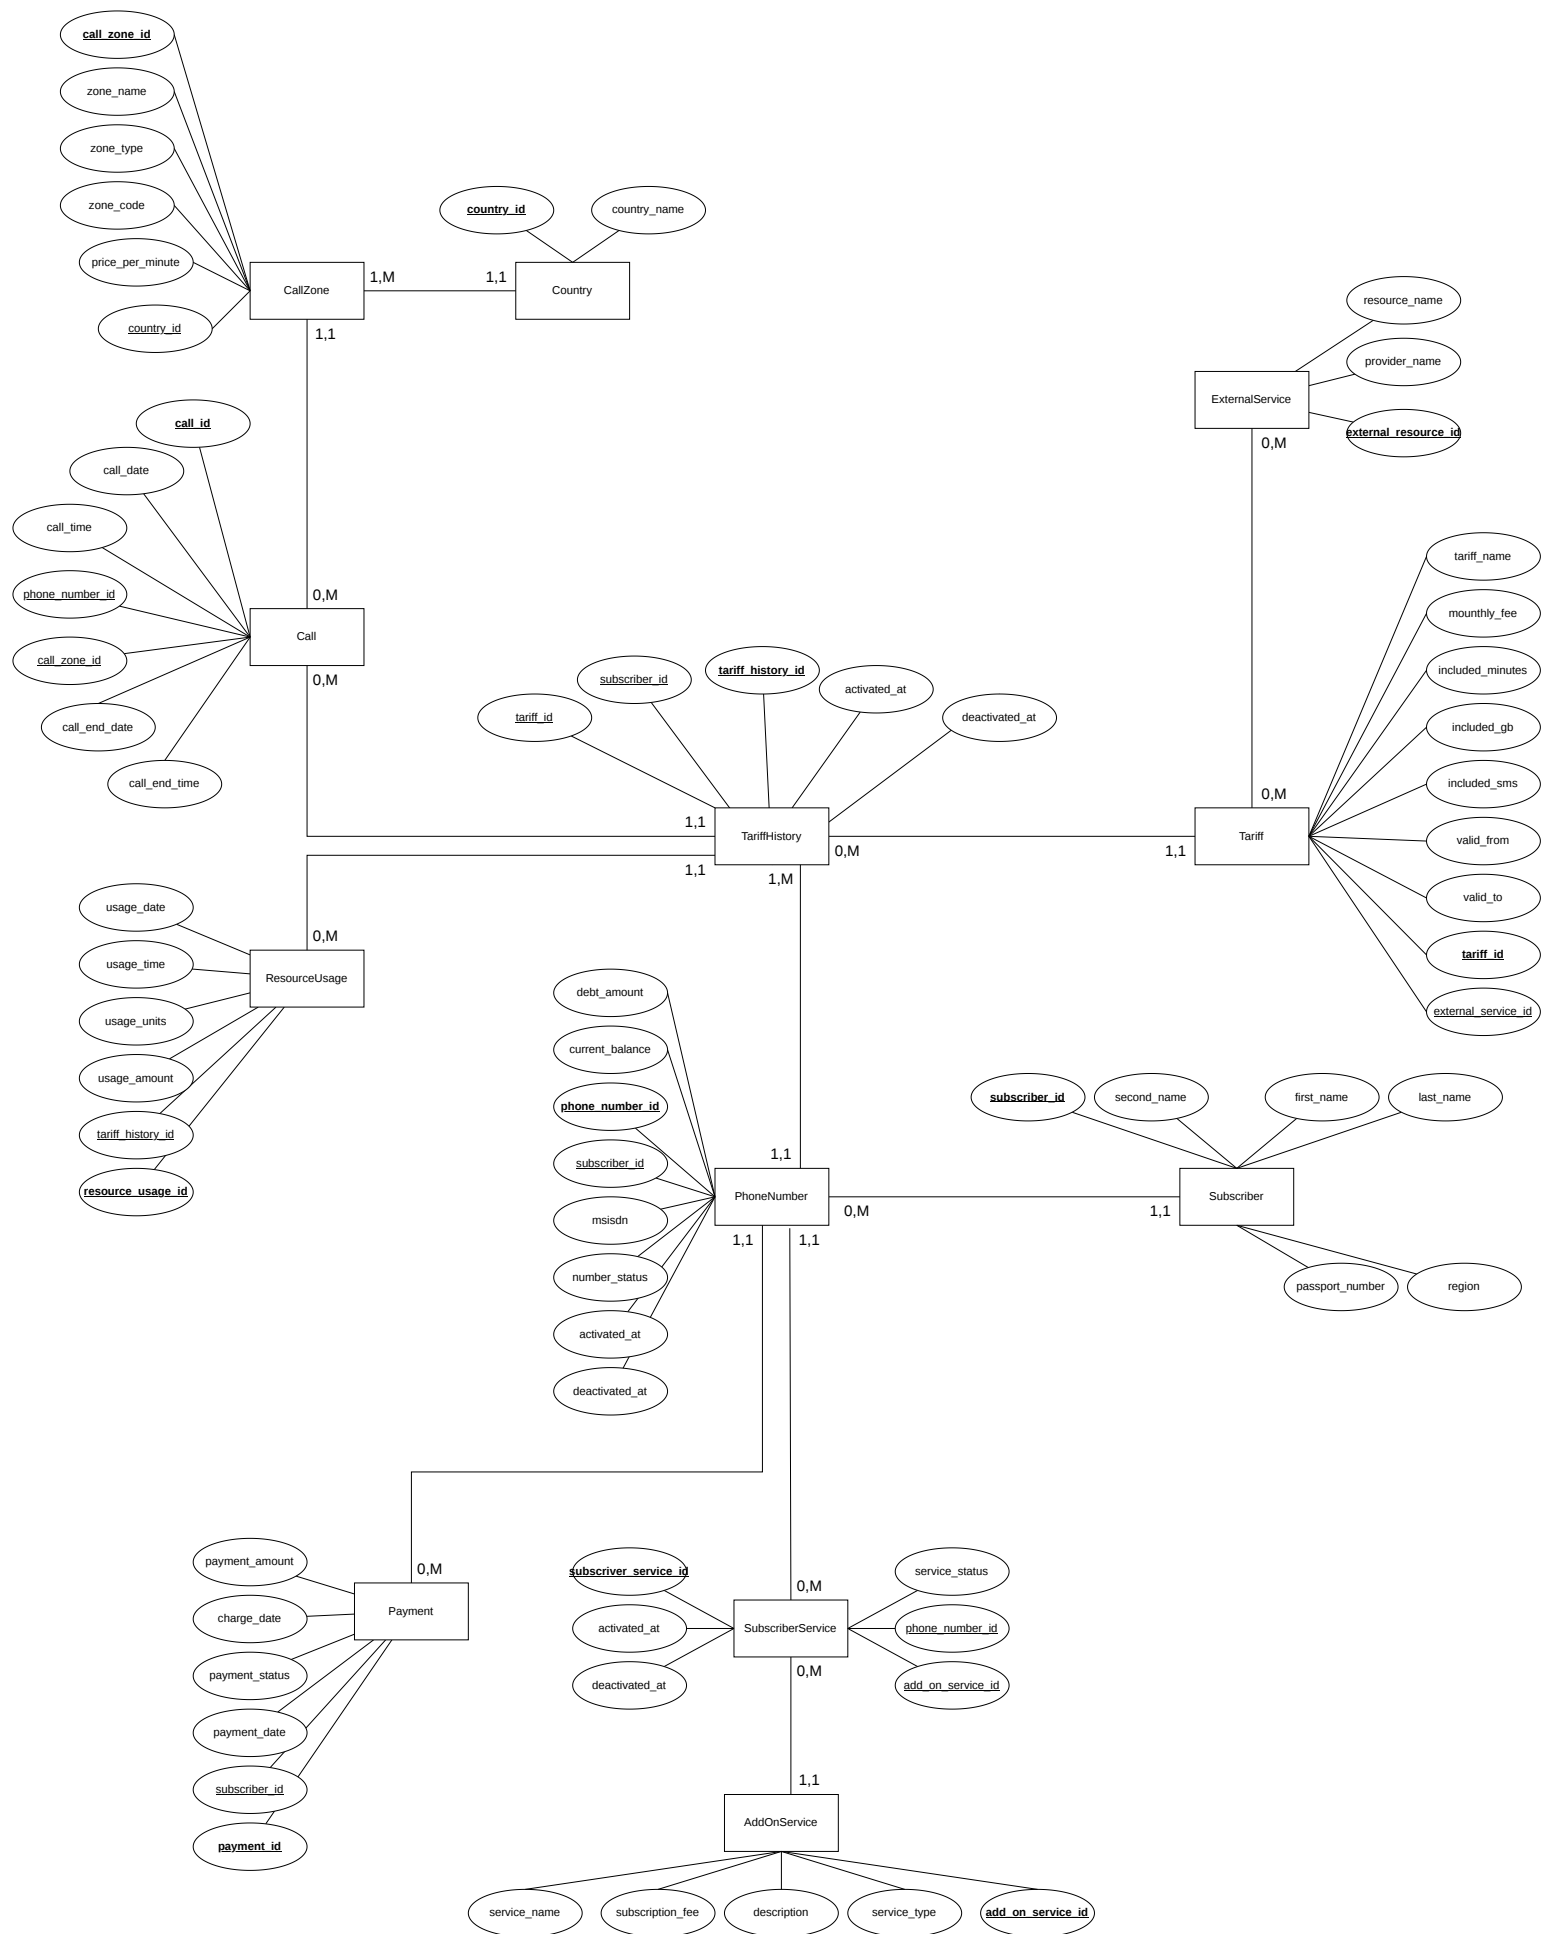 call_zone_id
zone_name
zone_type
zone_code
price_per_minute
country_id
CallZone
1,M
1,1
country_id
country_name
Country
1,1
resource_name
provider_name
external_resource_id
ExternalService
0,M
call_id
call_date
call_time
phone_number_id
call_zone_id
call_end_date
call_end_time
0,M
Call
0,M
tariff_id
subscriber_id
tariff_history_id
activated_at
deactivated_at
1,1
TariffHistory
0,M
1,1
1,M
0,M
Tariff
1,1
tariff_name
mounthly_fee
included_minutes
included_gb
included_sms
valid_from
valid_to
tariff_id
external_service_id
usage_date
usage_time
usage_units
usage_amount
tariff_history_id
resource_usage_id
0,M
ResourceUsage
debt_amount
current_balance
phone_number_id
subscriber_id
msisdn
number_status
activated_at
deactivated_at
1,1
PhoneNumber
0,M
1,1
1,1
1,1
subscriber_id
second_name
first_name
last_name
Subscriber
passport_number
region
payment_amount
charge_date
payment_status
payment_date
subscriber_id
payment_id
0,M
Payment
subscriver_service_id
activated_at
deactivated_at
0,M
SubscriberService
0,M
service_status
phone_number_id
add_on_service_id
1,1
AddOnService
service_name
subscription_fee
description
service_type
add_on_service_id